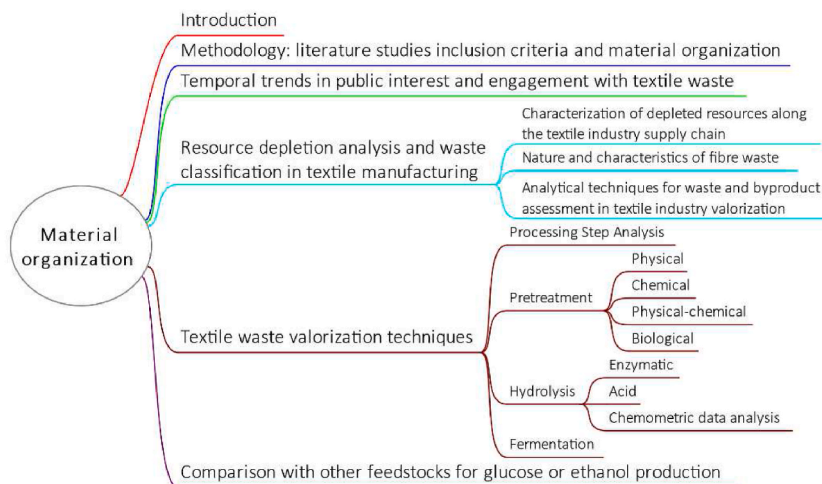 Introduction
Methodology: literature studies inclusion criteria and material organization
Temporal trends in public interest and engagement with textile waste
Resource depletion analysis and waste
classification in textile manufacturing
Characterization of depleted resources along
the textile industry supply chain
Nature and characteristics of fibre waste
Analytical techniques for waste and byproduct
assessment in textile industry valorization
Material
organization
Textile waste valorization techniques
Processing Step Analysis
Pretreatment
Physical
Chemical
Physical-chemical
Biological
Hydrolysis
Enzymatic
Acid
Chemometric data analysis
Fermentation
Comparison with other feedstocks for glucose or ethanol production